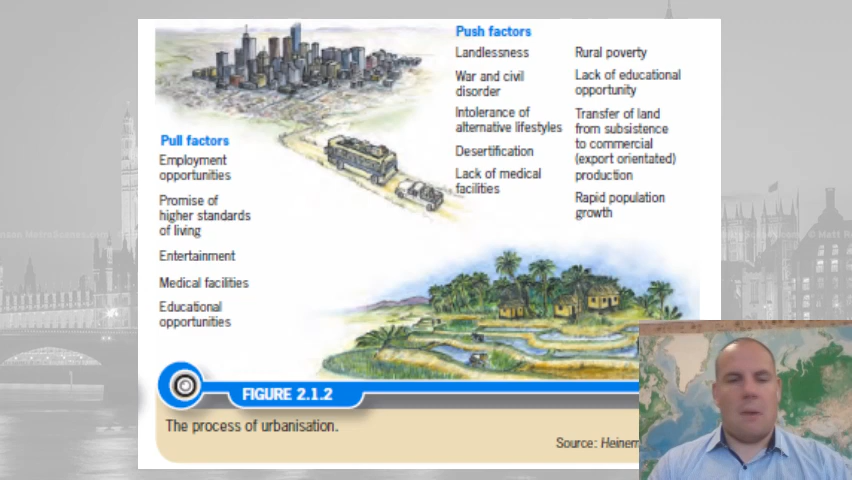 Push factors
Landlessness
War and civil
disorder
Intolerance of
alternative lifestyles
Desertification
Lack of medical
facilities
Rural poverty
Lack of educational
opportunity
Transfer of land
from subsistence
to commercial
(export orientated)
production
Rapid population
growth
Pull factors
Employment
opportunities
Promise of
higher standards
of living
Entertainment
Medical facilities
Educational
opportunities
FIGURE 2.1.2
The process of urbanisation.
Source: